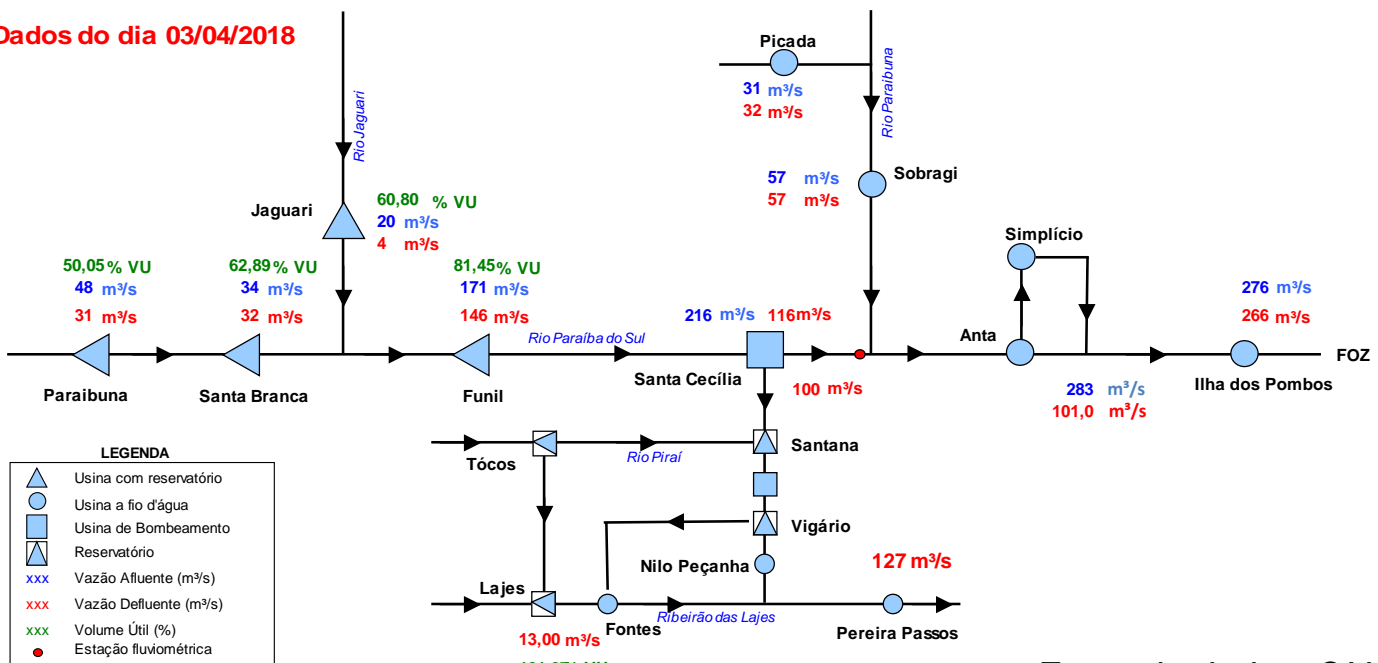 Dados do dia 03/04/2018
Picada
31 m³/s
32 m³/s
Rio Paraibuna
Rio Jaguari
57 m³/s
57 m³/s
Sobragi
Jaguari
60,80 % VU
20 m³/s
4 m³/s
Simplício
50,05% VU
48 m³/s
31 m³/s
62,89% VU
34 m³/s
32 m³/s
81,45% VU
171 m³/s
146 m³/s
276 m³/s
266 m³/s
Rio Paraíba do Sul
216 m³/s 116m³/s
Anta
FOZ
Paraibuna
Santa Branca
Funil
Santa Cecília
100 m³/s
283 m³/s
101,0 m³/s
Ilha dos Pombos
Tócos
Rio Piraí
Santana
Vigário
Nilo Peçanha
127 m³/s
Lajes
Fontes
Ribeirão das Lajes
Pereira Passos
13,00 m³/s
LEGENDA
Usina com reservatório
Usina a fio d'água
Usina de Bombeamento
Reservatório
xxx Vazão Afluente (m³/s)
xxx Vazão Defluente (m³/s)
xxx Volume Útil (%)
Estação fluviométrica